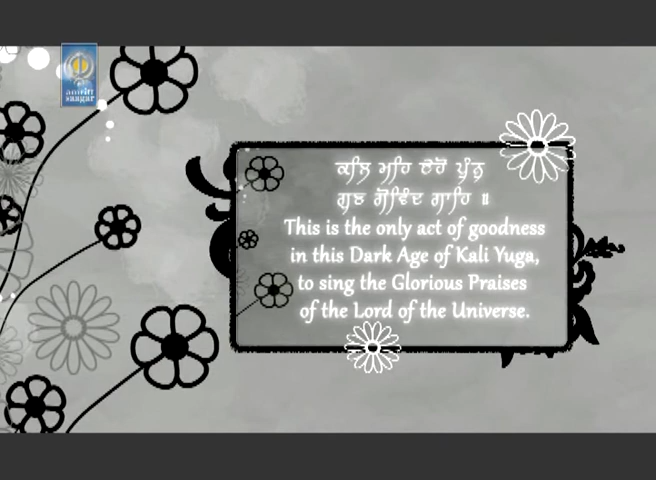 amritt
saagar
ਕਲਿ ਮਹਿ ਏਹੋ ਪੁੰਨੁ
ਗੁਣ ਗੋਵਿੰਦ ਗਾਹਿ ॥
This is the only act of goodness
in this Dark Age of Kali Yuga,
to sing the Glorious Praises
of the Lord of the Universe.